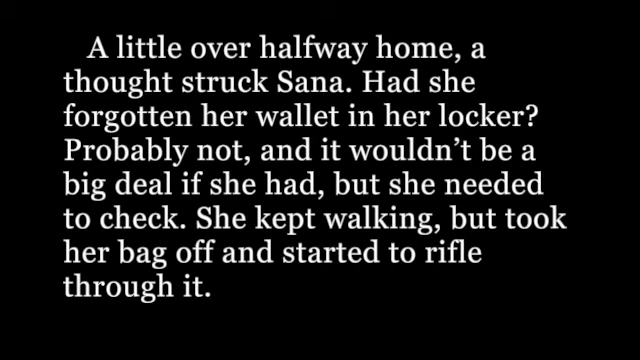 A little over halfway home, a
thought struck Sana. Had she
forgotten her wallet in her locker?
Probably not, and it wouldn’t be a
big deal if she had, but she needed
to check. She kept walking, but took
her bag off and started to rifle
through it.